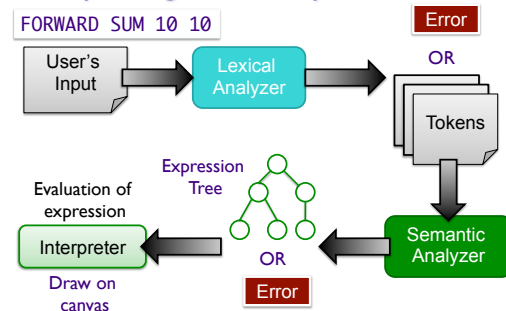 FORWARD SUM 10 10
Error
User's
Input
Lexical
Analyzer
OR
Tokens
Expression
Tree
Evaluation of
expression
Interpreter
Semantic
Analyzer
OR
Draw on
canvas
Error